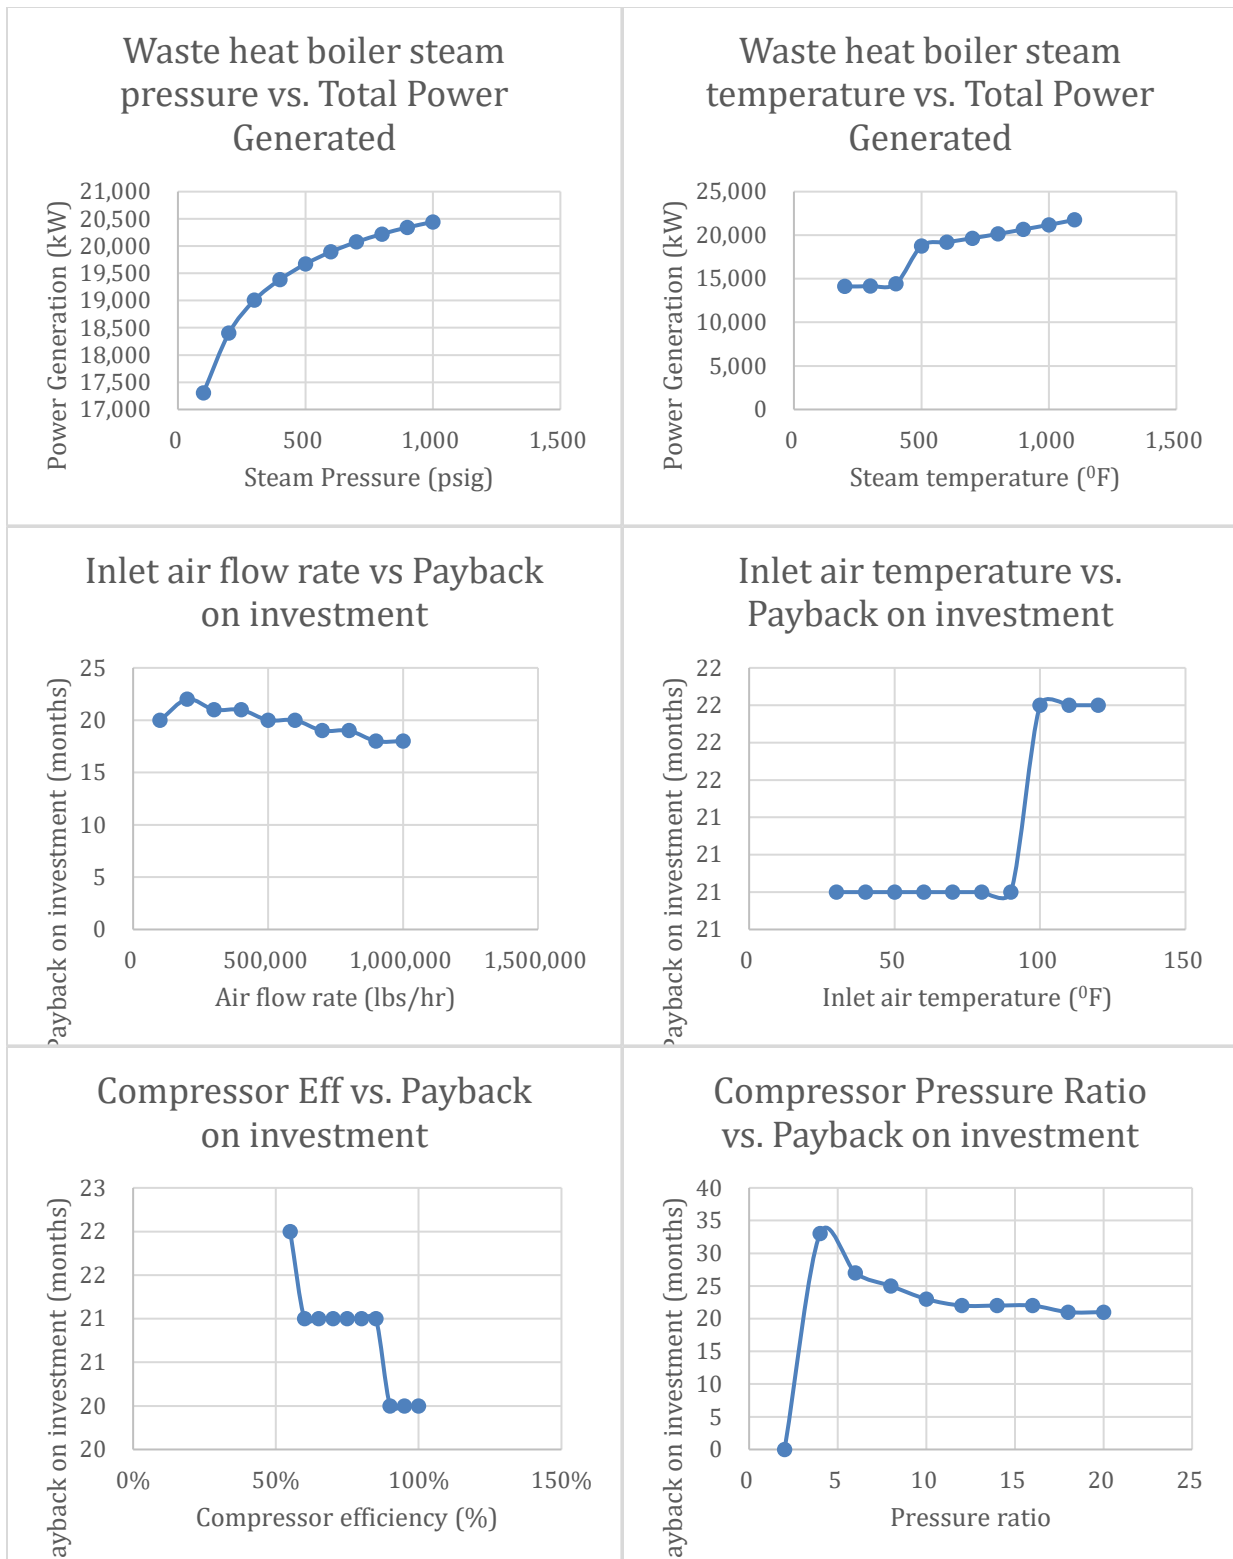 Waste heat boiler steam
pressure vs. Total Power
Generated
Power Generation (kW)
21,000
20,500
20,000
19,500
19,000
18,500
18,000
17,500
17,000
0
500
1,000
1,500
Steam Pressure (psig)
Waste heat boiler steam
temperature vs. Total Power
Generated
Power Generation (kW)
25,000
20,000
15,000
10,000
5,000
0
0
500
1,000
1,500
Steam temperature (⁰F)
Inlet air flow rate vs Payback
on investment
Payback on investment (months)
25
20
15
10
5
0
0
500,000
1,000,000
1,500,000
Air flow rate (lbs/hr)
Inlet air temperature vs.
Payback on investment
Payback on investment (months)
22
22
22
22
21
21
21
21
0
50
100
150
Inlet air temperature (⁰F)
Compressor Eff vs. Payback
on investment
ayback on investment (months)
23
22
22
21
21
20
20
0%
50%
100%
150%
Compressor efficiency (%)
Compressor Pressure Ratio
vs. Payback on investment
ayback on investment (months)
40
35
30
25
20
15
10
5
0
0
5
10
15
20
25
Pressure ratio